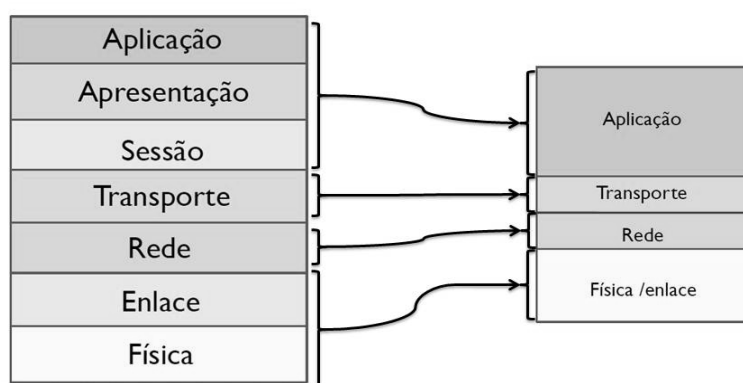 Aplicação
Apresentação
Sessão
Transporte
Rede
Enlace
Física
Aplicação
Transporte
Rede
Física /enlace